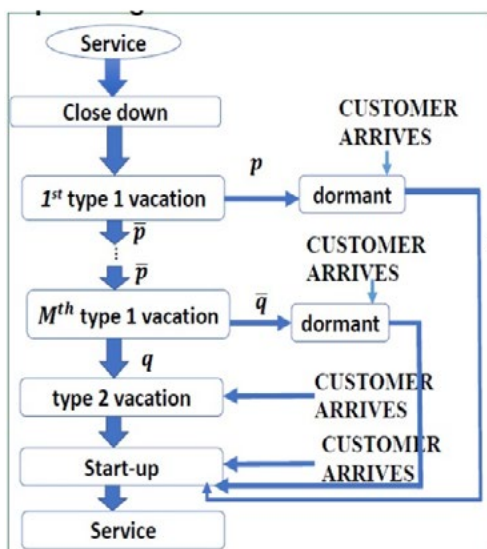 Service
Close down
CUSTOMER
ARRIVES
p
1st type 1 vacation
dormant
p̅
p̅
CUSTOMER
ARRIVES
Mth type 1 vacation
q̅
dormant
q
type 2 vacation
CUSTOMER
ARRIVES
Start-up
CUSTOMER
ARRIVES
Service